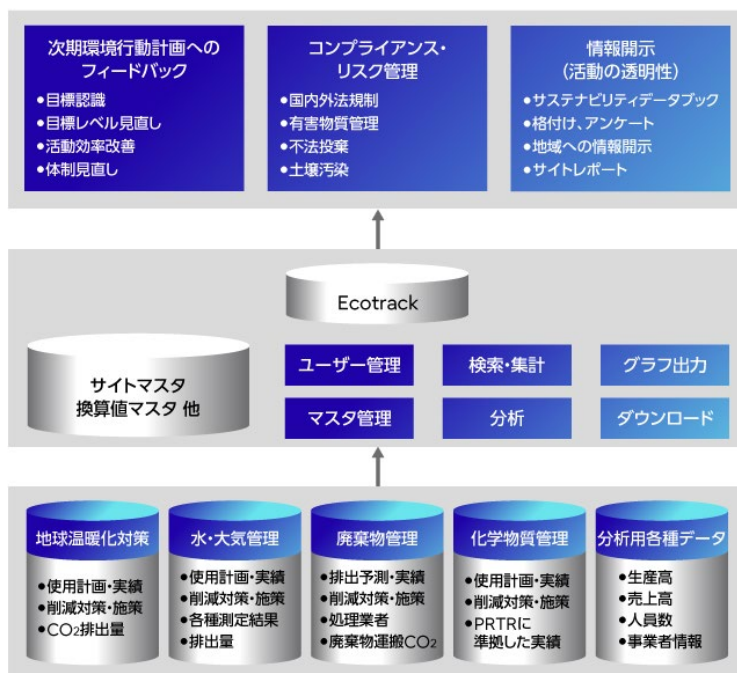 次期環境行動計画への
フィードバック
●目標認識
●目標レベル見直し
●活動効率改善
●体制見直し
コンプライアンス・
リスク管理
●国内外法規制
●有害物質管理
●不法投棄
●土壌汚染
情報開示
(活動の透明性)
●サステナビリティデータブック
●格付け、アンケート
●地域への情報開示
●サイトレポート
Ecotrack
サイトマスタ
換算値マスタ 他
ユーザー管理
検索・集計
グラフ出力
マスタ管理
分析
ダウンロード
地球温暖化対策
●使用計画・実績
●削減対策・施策
●CO2排出量
水・大気管理
●使用計画・実績
●削減対策・施策
●各種測定結果
●排出量
廃棄物管理
●排出予測・実績
●削減対策・施策
●処理業者
●廃棄物運搬CO2
化学物質管理
●使用計画・実績
●削減対策・施策
●PRTRに
準拠した実績
分析用各種データ
●生産高
●売上高
●人員数
●事業者情報